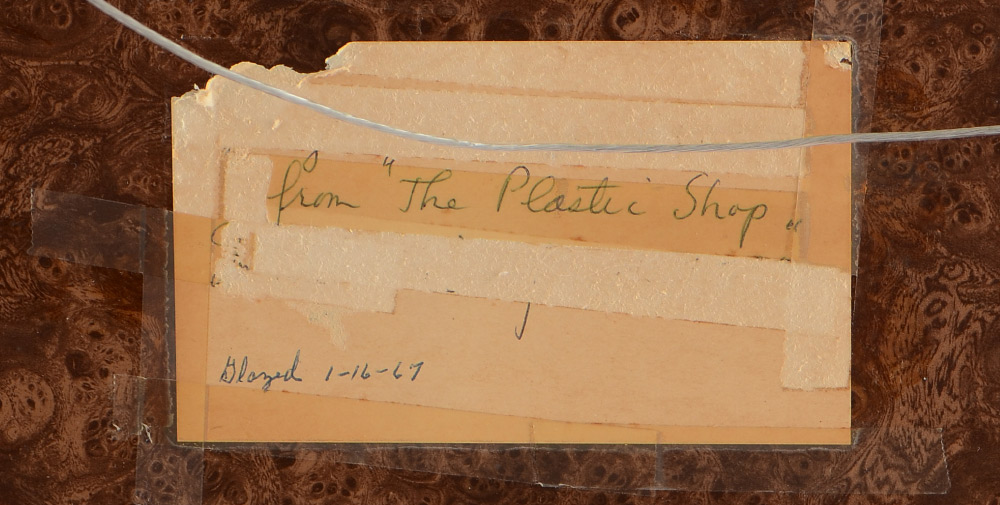 from "The Plastic Shop"
Glazed 1-16-67